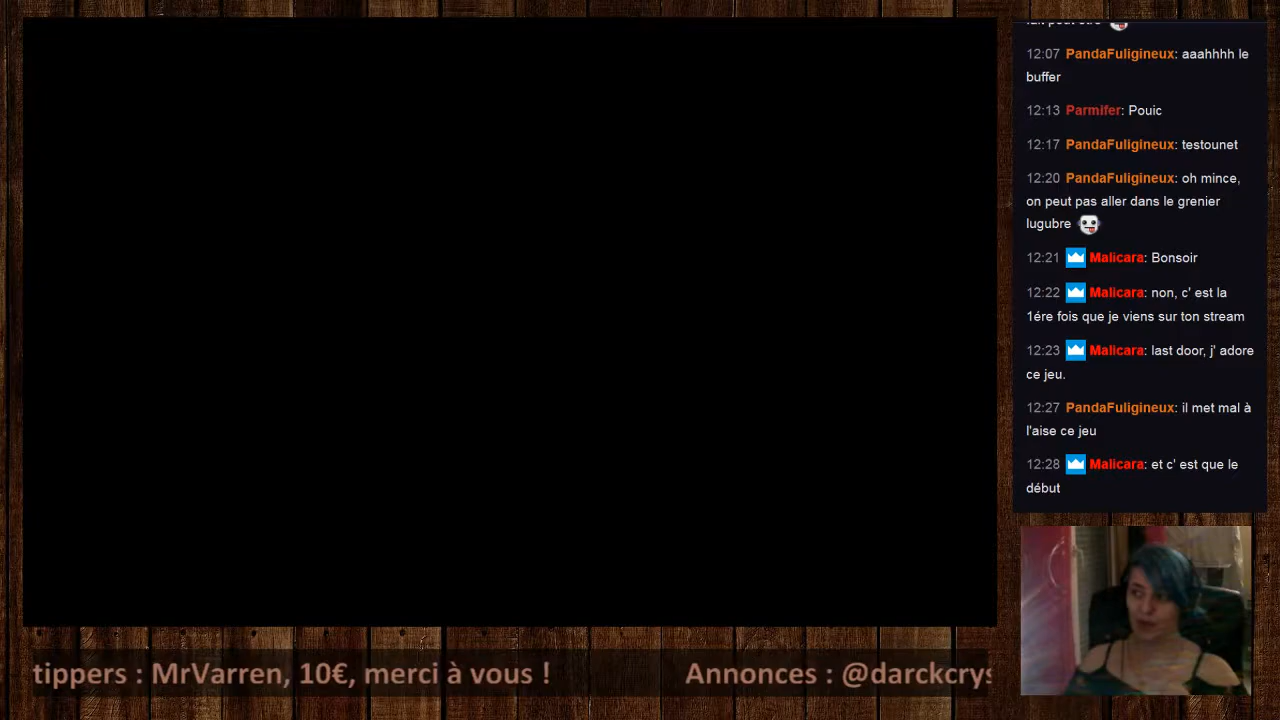 12:07 PandaFuligineux: aaahhhh le
buffer
12:13 Parmifer: Pouic
12:17 PandaFuligineux: testounet
12:20 PandaFuligineux: oh mince,
on peut pas aller dans le grenier
lugubre
12:21 Malicara: Bonsoir
12:22 Malicara: non, c' est la
1ére fois que je viens sur ton stream
12:23 Malicara: last door, j' adore
ce jeu.
12:27 PandaFuligineux: il met mal à
l'aise ce jeu
12:28 Malicara: et c' est que le
début
tippers : MrVarren, 10€, merci à vous ! Annonces : @darckcrys